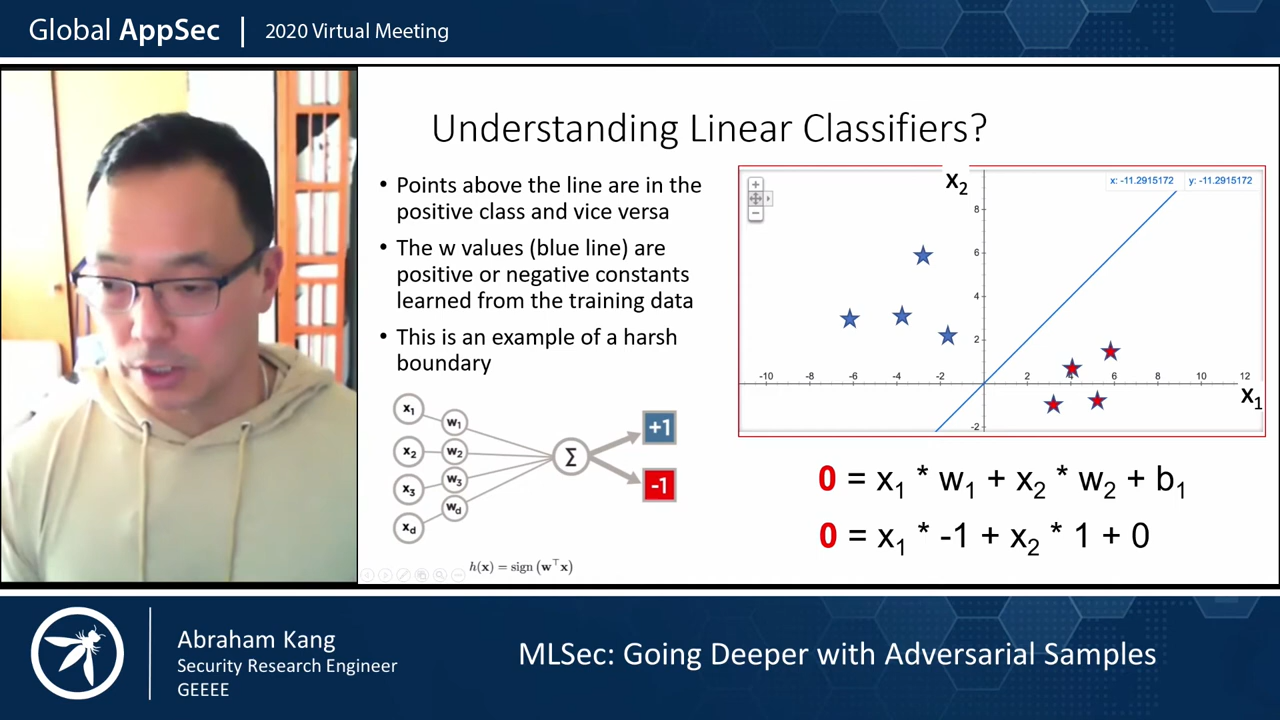 Global AppSec | 2020 Virtual Meeting
Understanding Linear Classifiers?
• Points above the line are in the
positive class and vice versa
• The w values (blue line) are
positive or negative constants
learned from the training data
• This is an example of a harsh
boundary
x₁ w₁
x₂ w₂
x₃ w₃
x_d w_d
Σ
+1
-1
h(x) = sign (wᵀx)
X₂
x: -11.2915172 y: -11.2915172
8
6
4
2
-10 -8 -6 -4 -2 2 4 6 8 10 12
X₁
-2
0 = x₁ * w₁ + x₂ * w₂ + b₁
0 = x₁ * -1 + x₂ * 1 + 0
Abraham Kang
Security Research Engineer
GEEEE
MLSec: Going Deeper with Adversarial Samples